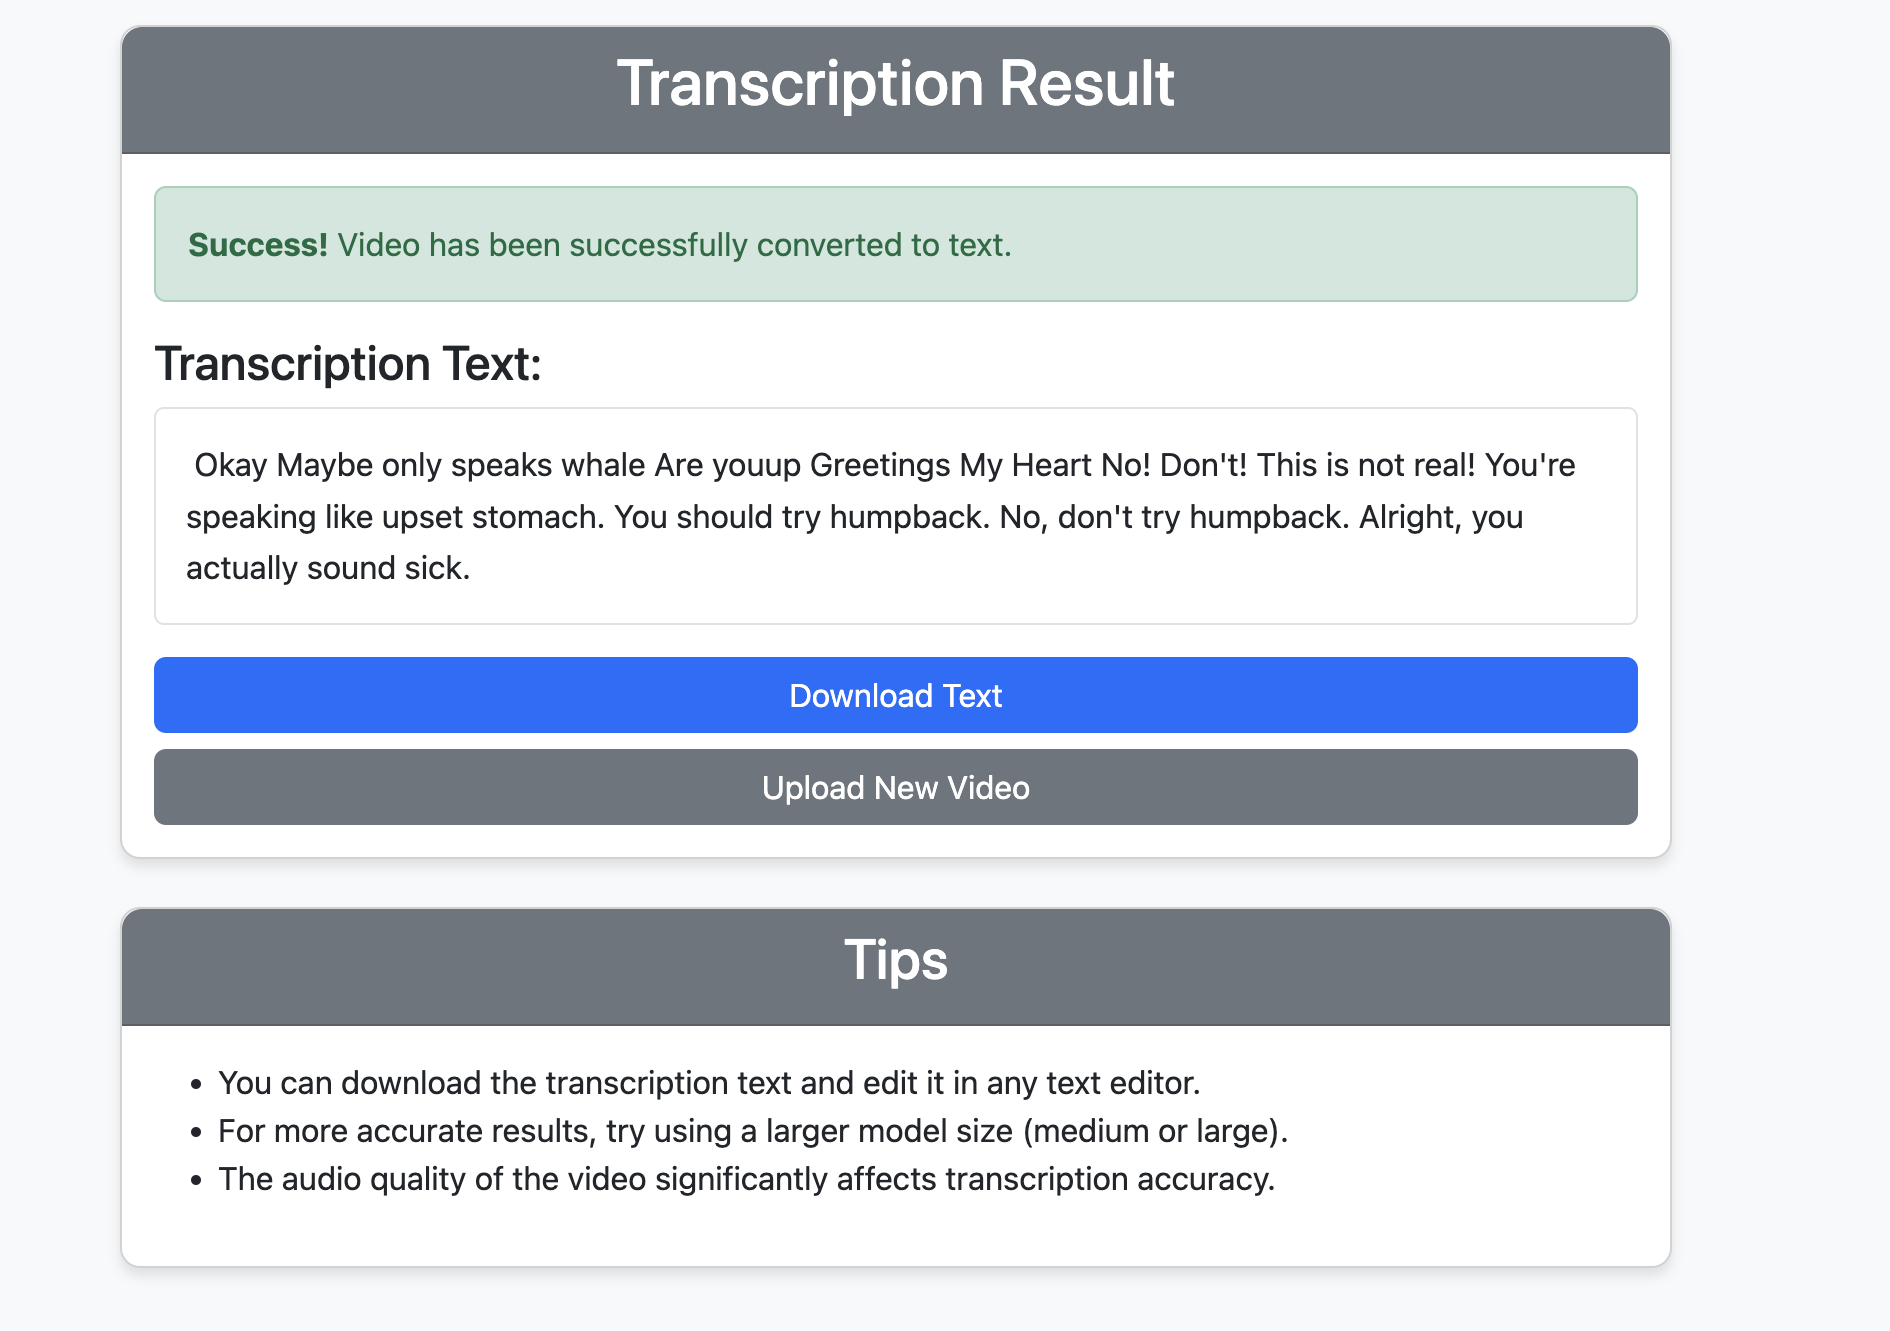 Transcription Result
Success! Video has been successfully converted to text.
Transcription Text:
Okay Maybe only speaks whale Are youup Greetings My Heart No! Don't! This is not real! You're
speaking like upset stomach. You should try humpback. No, don't try humpback. Alright, you
actually sound sick.
Download Text
Upload New Video
Tips
• You can download the transcription text and edit it in any text editor.
• For more accurate results, try using a larger model size (medium or large).
• The audio quality of the video significantly affects transcription accuracy.